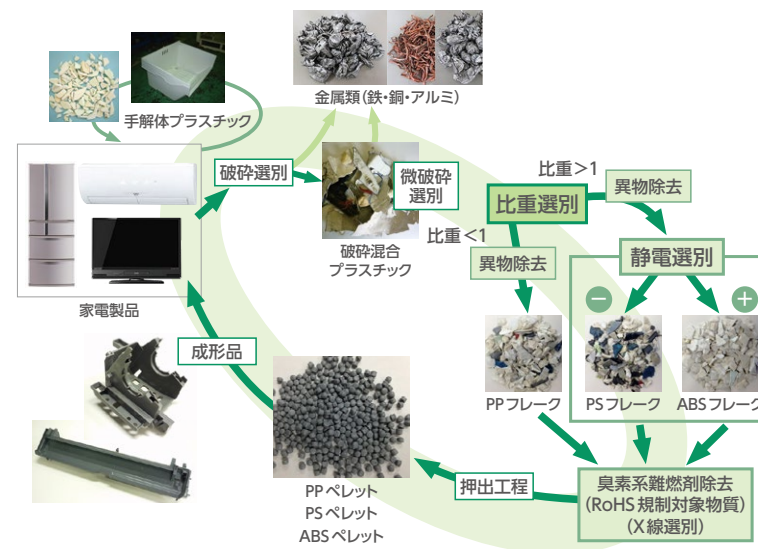 金属類(鉄・銅・アルミ)
手解体プラスチック
破砕選別
微破砕
選別
破砕混合
プラスチック
比重>1
異物除去
比重選別
比重<1
異物除去
静電選別
−
+
家電製品
成形品
PPフレーク
PSフレーク
ABSフレーク
臭素系難燃剤除去
(RoHS規制対象物質)
(X線選別)
押出工程
PPペレット
PSペレット
ABSペレット